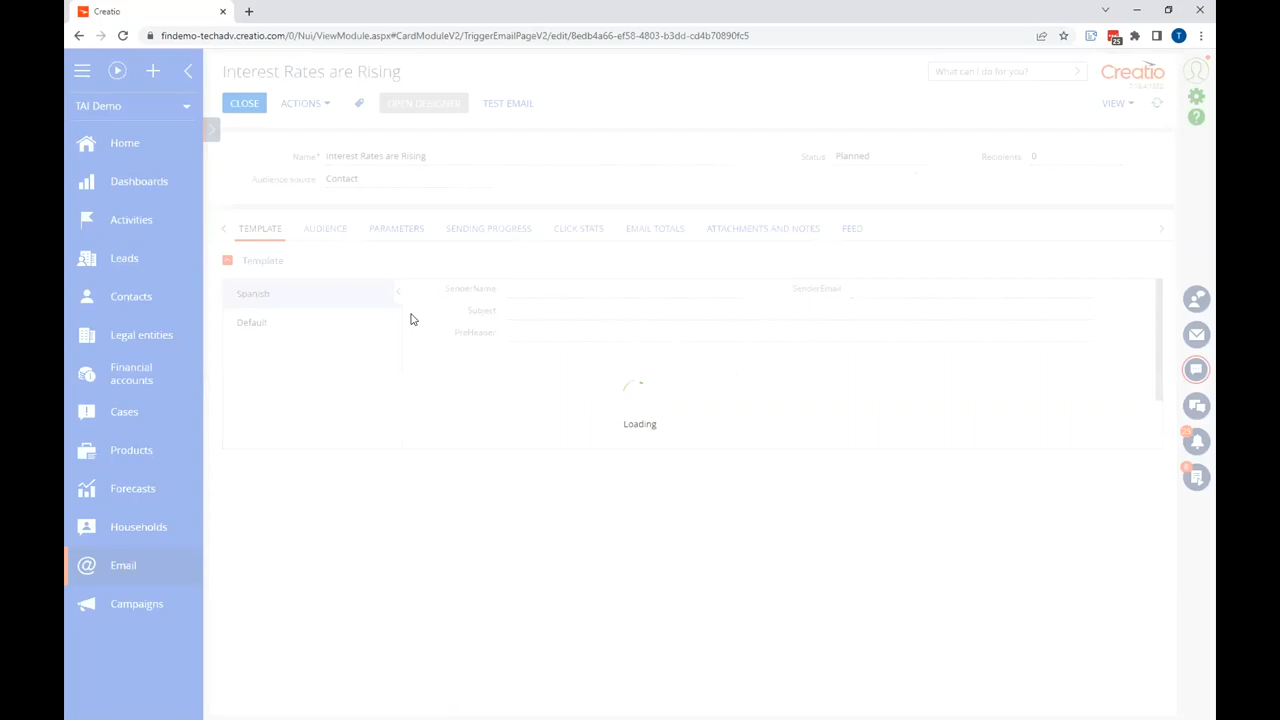 Creatio
findemo-techadv.creatio.com/0/Nui/ViewModule.aspx#CardModuleV2/TriggerEmailPageV2/edit/8edb4a66-ef58-4803-b3dd-cd4b70890fc5
25
T
Interest Rates are Rising
What can I do for you?
Creatio
CLOSE
ACTIONS
OPEN DESIGNER
TEST EMAIL
VIEW
TAI Demo
Home
Dashboards
Activities
Leads
Contacts
Legal entities
Financial
accounts
Cases
Products
Forecasts
Households
Email
Campaigns
Name* Interest Rates are Rising
Status Planned
Recipients 0
Audience source Contact
TEMPLATE AUDIENCE PARAMETERS SENDING PROGRESS CLICK STATS EMAIL TOTALS ATTACHMENTS AND NOTES FEED
Template
Spanish
Default
SenderName
SenderEmail
Subject
PreHeader
Loading